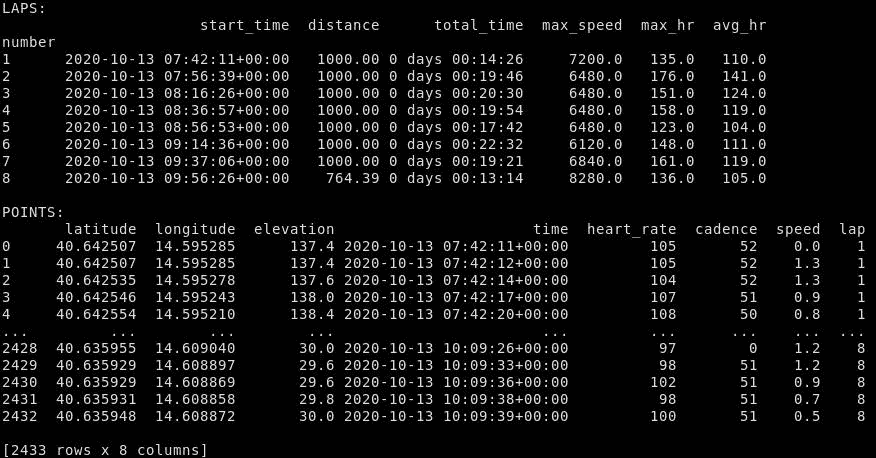 LAPS:
start_time distance total_time max_speed max_hr avg_hr
number
1 2020-10-13 07:42:11+00:00 1000.00 0 days 00:14:26 7200.0 135.0 110.0
2 2020-10-13 07:56:39+00:00 1000.00 0 days 00:19:46 6480.0 176.0 141.0
3 2020-10-13 08:16:26+00:00 1000.00 0 days 00:20:30 6480.0 151.0 124.0
4 2020-10-13 08:36:57+00:00 1000.00 0 days 00:19:54 6480.0 158.0 119.0
5 2020-10-13 08:56:53+00:00 1000.00 0 days 00:17:42 6480.0 123.0 104.0
6 2020-10-13 09:14:36+00:00 1000.00 0 days 00:22:32 6120.0 148.0 111.0
7 2020-10-13 09:37:06+00:00 1000.00 0 days 00:19:21 6840.0 161.0 119.0
8 2020-10-13 09:56:26+00:00 764.39 0 days 00:13:14 8280.0 136.0 105.0
POINTS:
latitude longitude elevation time heart_rate cadence speed lap
0 40.642507 14.595285 137.4 2020-10-13 07:42:11+00:00 105 52 0.0 1
1 40.642507 14.595285 137.4 2020-10-13 07:42:12+00:00 105 52 1.3 1
2 40.642535 14.595278 137.6 2020-10-13 07:42:14+00:00 104 52 1.3 1
3 40.642546 14.595243 138.0 2020-10-13 07:42:17+00:00 107 51 0.9 1
4 40.642554 14.595210 138.4 2020-10-13 07:42:20+00:00 108 50 0.8 1
... ... ... ... ... ... ... ... ...
2428 40.635955 14.609040 30.0 2020-10-13 10:09:26+00:00 97 0 1.2 8
2429 40.635929 14.608897 29.6 2020-10-13 10:09:33+00:00 98 51 1.2 8
2430 40.635929 14.608869 29.6 2020-10-13 10:09:36+00:00 102 51 0.9 8
2431 40.635931 14.608858 29.8 2020-10-13 10:09:38+00:00 98 51 0.7 8
2432 40.635948 14.608872 30.0 2020-10-13 10:09:39+00:00 100 51 0.5 8
[2433 rows x 8 columns]